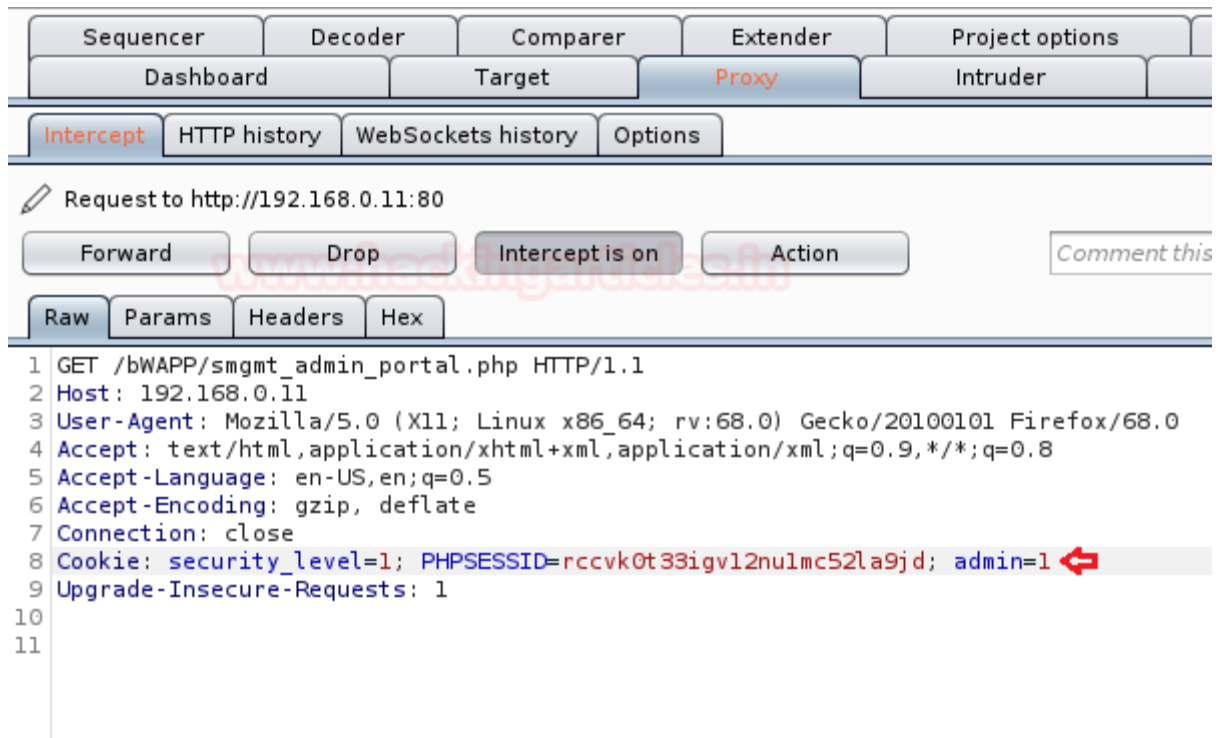 Sequencer Decoder Comparer Extender Project options
Dashboard Target Proxy Intruder
Intercept HTTP history WebSockets history Options
Request to http://192.168.0.11:80
Forward Drop Intercept is on Action Comment this
www.hackingarticles.in
Raw Params Headers Hex
1 GET /bWAPP/smgmt_admin_portal.php HTTP/1.1
2 Host: 192.168.0.11
3 User-Agent: Mozilla/5.0 (X11; Linux x86_64; rv:68.0) Gecko/20100101 Firefox/68.0
4 Accept: text/html,application/xhtml+xml,application/xml;q=0.9,*/*;q=0.8
5 Accept-Language: en-US,en;q=0.5
6 Accept-Encoding: gzip, deflate
7 Connection: close
8 Cookie: security_level=1; PHPSESSID=rccvk0t33igvl2nu1mc52la9jd; admin=1
9 Upgrade-Insecure-Requests: 1
10
11